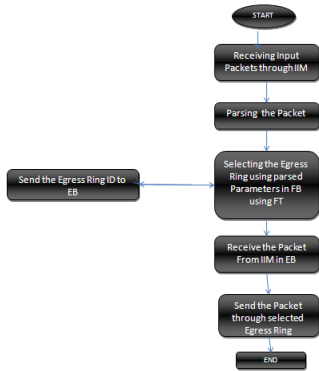 START
Receiving Input
Packets through IIM
Parsing the Packet
Selecting the Egress
Ring using parsed
Parameters in FB
using FT
Send the Egress Ring ID to
EB
Receive the Packet
From IIM in EB
Send the Packet
through selected
Egress Ring
END